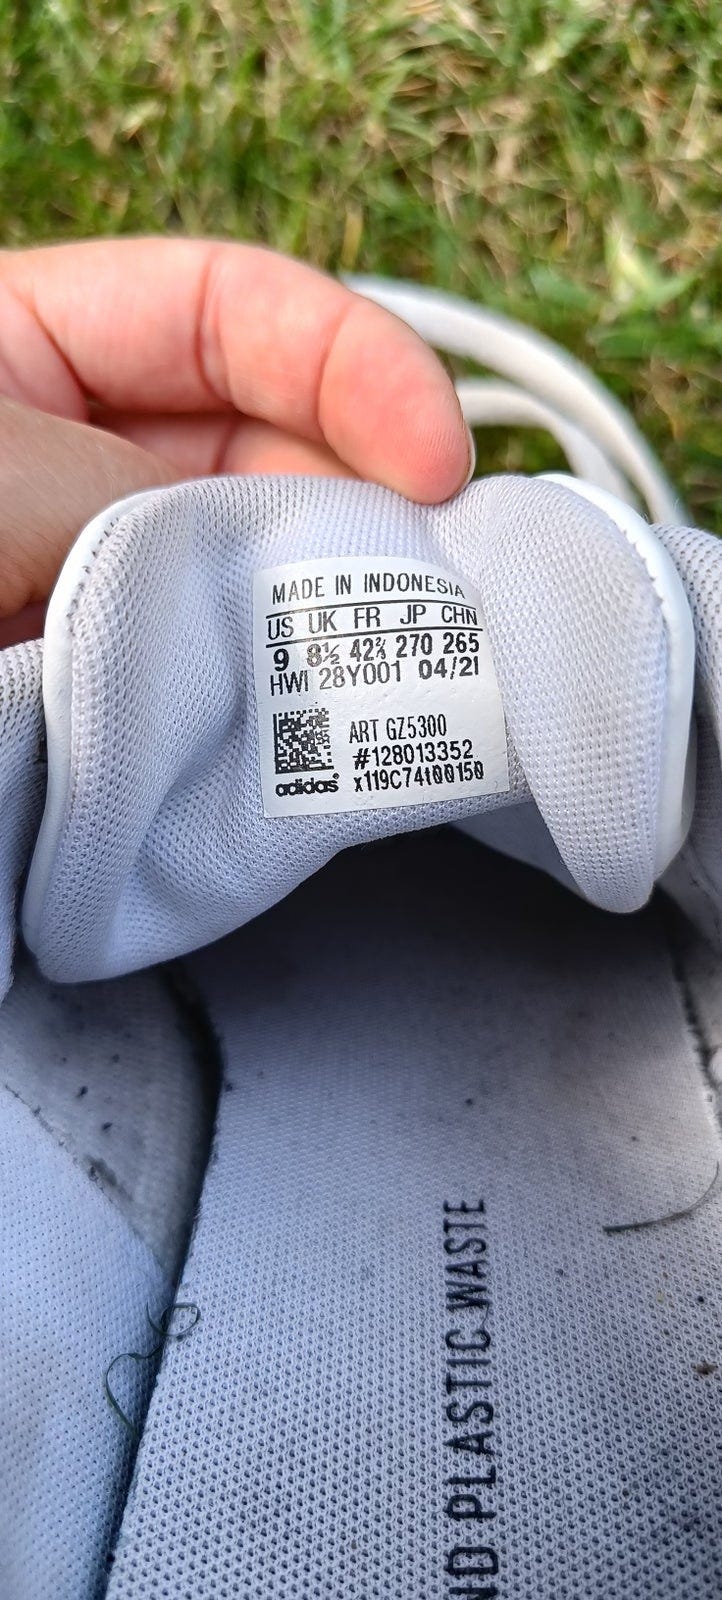 MADE IN INDONESIA
US UK FR JP CHN
9 8½ 42⅔ 270 265
HWI 28Y001 04/21
ART GZ5300
#128013352
adidas® x119C74t00150
ND PLASTIC WASTE